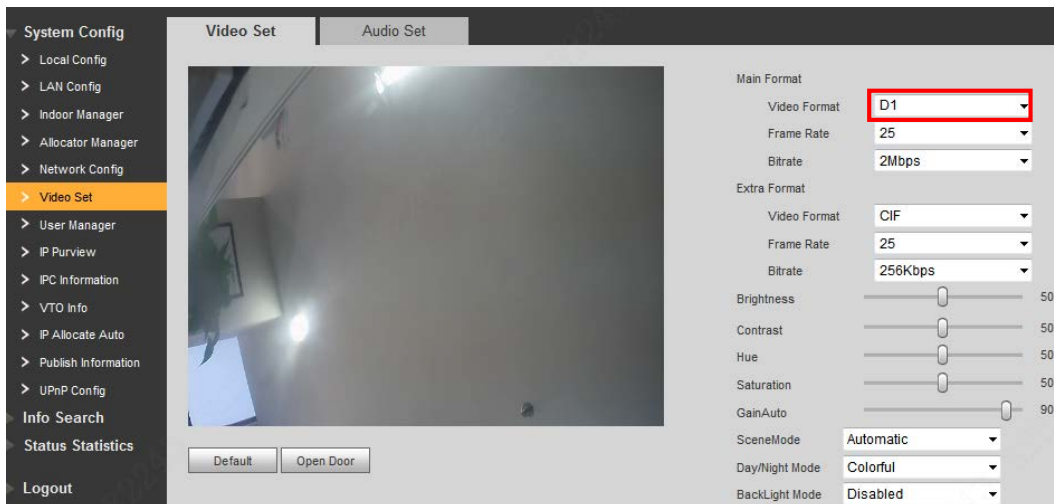 System Config
Local Config
LAN Config
Indoor Manager
Allocator Manager
Network Config
Video Set
User Manager
IP Purview
IPC Information
VTO Info
IP Allocate Auto
Publish Information
UPnP Config
Info Search
Status Statistics
Logout
Video Set Audio Set
Default Open Door
Main Format
Video Format D1
Frame Rate 25
Bitrate 2Mbps
Extra Format
Video Format CIF
Frame Rate 25
Bitrate 256Kbps
Brightness 50
Contrast 50
Hue 50
Saturation 50
GainAuto 90
SceneMode Automatic
Day/Night Mode Colorful
BackLight Mode Disabled